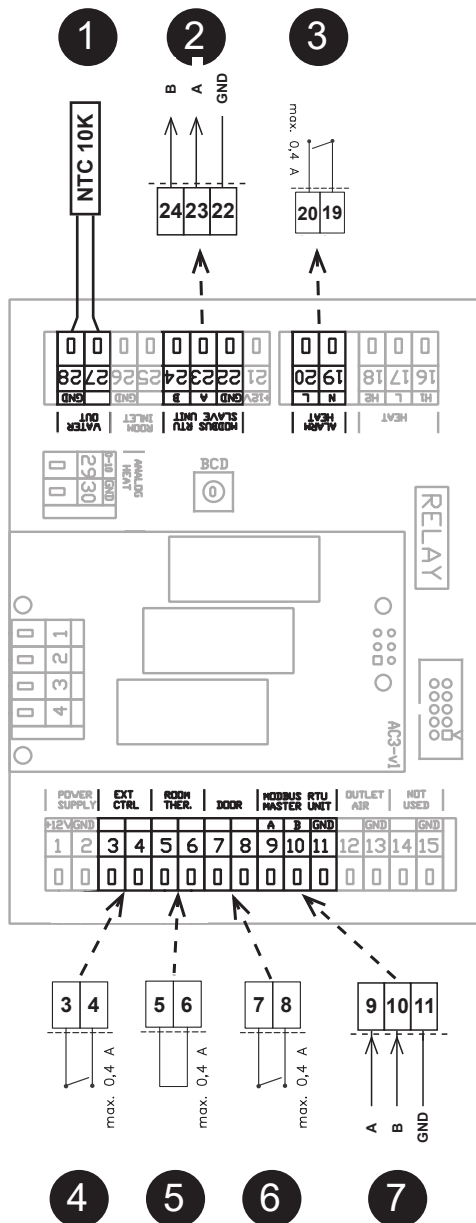 1 2 3
NTC 10K
B A GND
max. 0,4 A
24 23 22
20 19
28 27 26 25 24 23 22 21 20 19 18 17 16
GND GND B A GND +12V L N H2 L H1
VATER OUT
ROOM INLET
MODBUS RTU
SLAVE UNIT
ALARM HEAT
HEAT
29 30
0-10 GND
ANALOG
HEAT
BCD
RELAY
1
2
3
4
AC3-v1
POWER SUPPLY
EXT CTRL
ROOM THER.
DOOR
MODBUS RTU
MASTER UNIT
OUTLET AIR
NOT USED
+12V GND A B GND GND GND
1 2 3 4 5 6 7 8 9 10 11 12 13 14 15
3 4
5 6
7 8
9 10 11
max. 0,4 A
max. 0,4 A
max. 0,4 A
A B GND
4 5 6 7